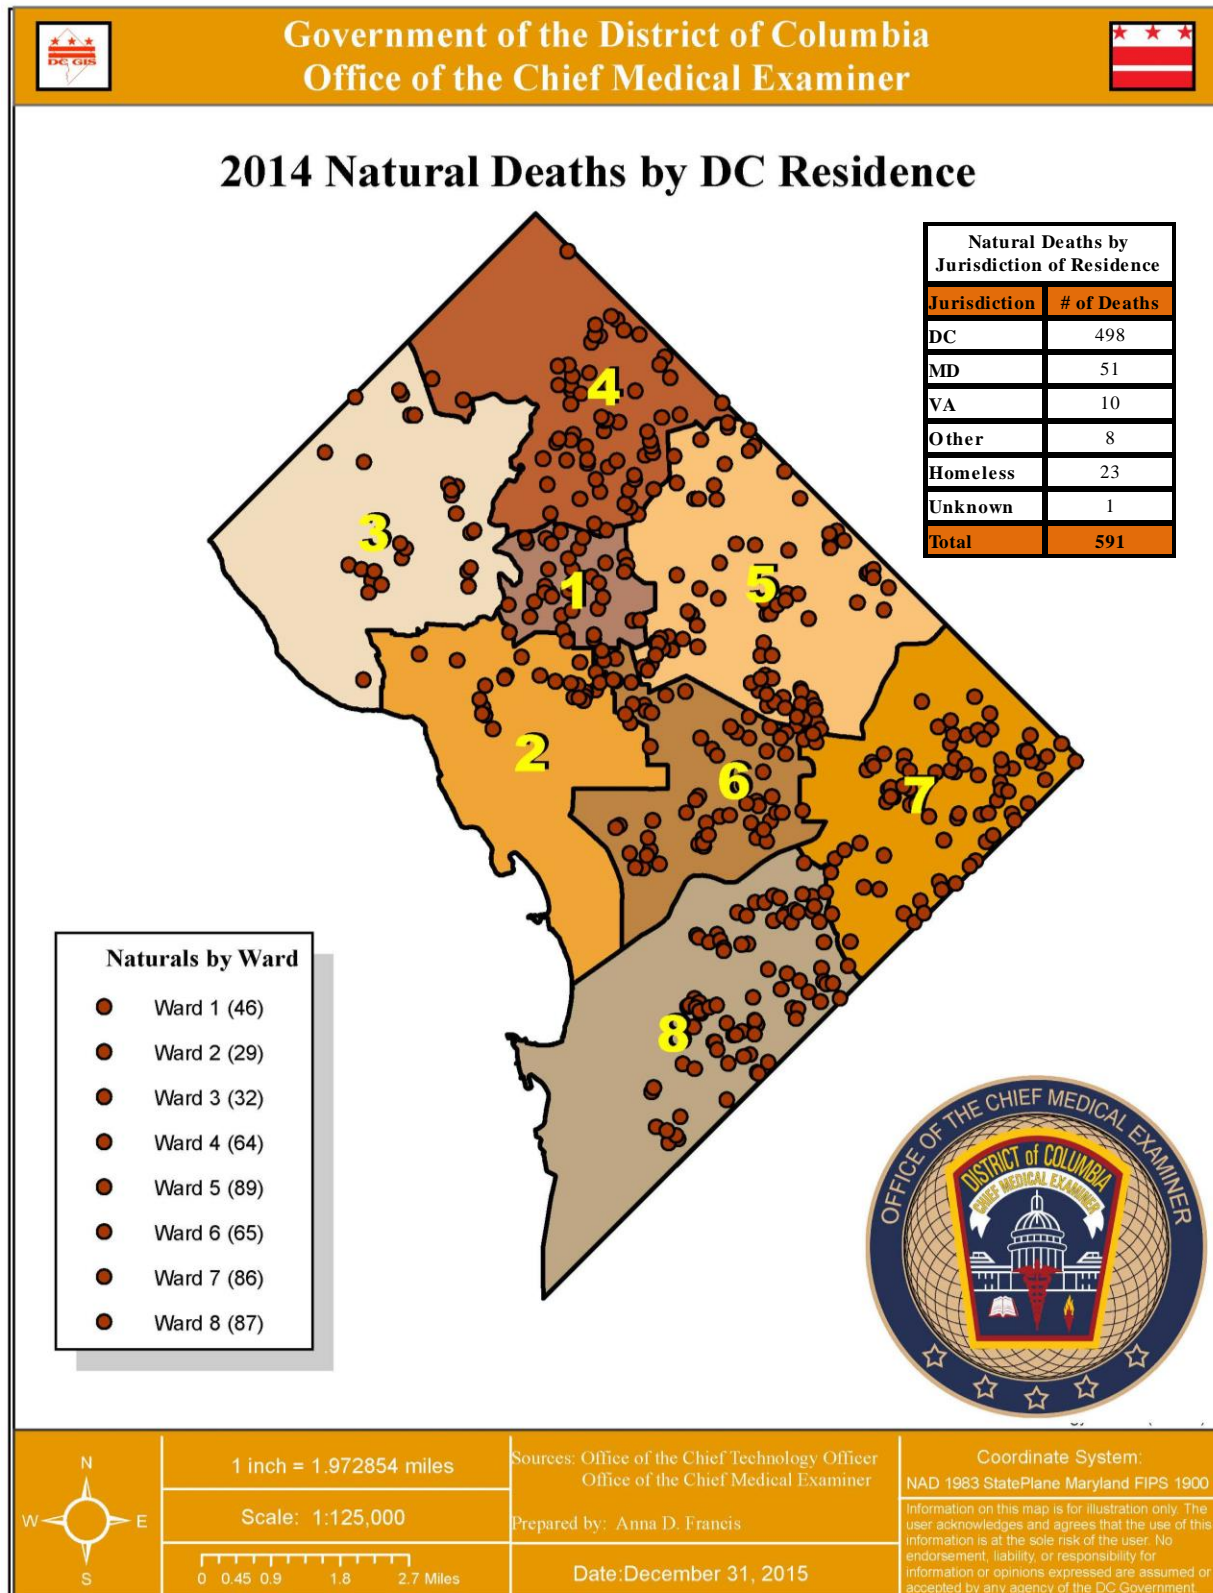 DC GIS
Government of the District of Columbia
Office of the Chief Medical Examiner
2014 Natural Deaths by DC Residence
Natural Deaths by
Jurisdiction of Residence
Jurisdiction # of Deaths
DC 498
MD 51
VA 10
Other 8
Homeless 23
Unknown 1
Total 591
4
3
1
5
2
6
7
8
Naturals by Ward
Ward 1 (46)
Ward 2 (29)
Ward 3 (32)
Ward 4 (64)
Ward 5 (89)
Ward 6 (65)
Ward 7 (86)
Ward 8 (87)
OFFICE OF THE CHIEF MEDICAL EXAMINER
DISTRICT of COLUMBIA
CHIEF MEDICAL EXAMINER
N
W E
S
1 inch = 1.972854 miles
Scale: 1:125,000
0 0.45 0.9 1.8 2.7 Miles
Sources: Office of the Chief Technology Officer
Office of the Chief Medical Examiner
Prepared by: Anna D. Francis
Date:December 31, 2015
Coordinate System:
NAD 1983 StatePlane Maryland FIPS 1900
Information on this map is for illustration only. The
user acknowledges and agrees that the use of this
information is at the sole risk of the user. No
endorsement, liability, or responsibility for
information or opinions expressed are assumed or
accepted by any agency of the DC Government.